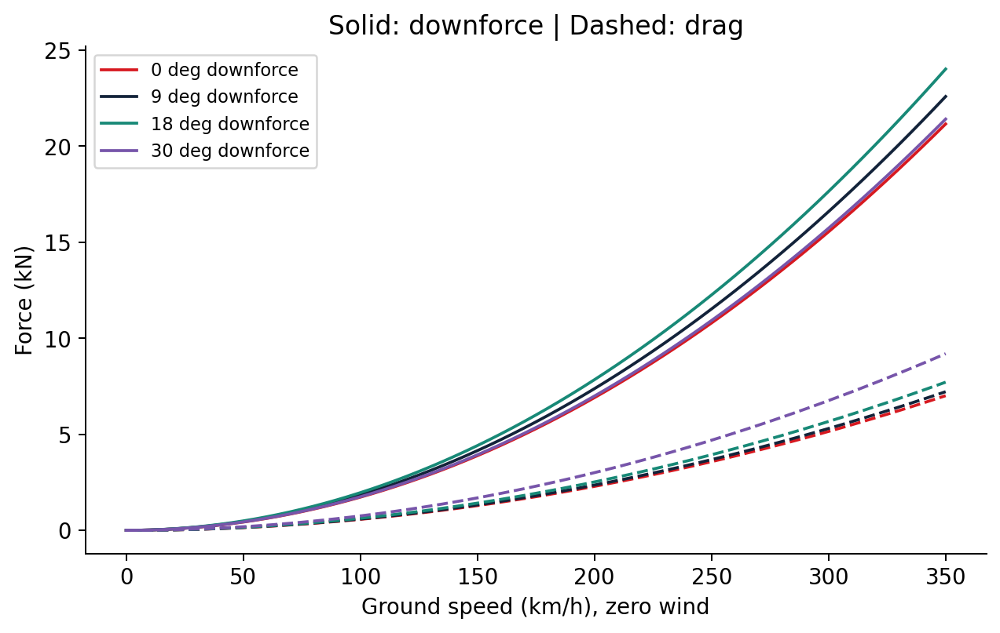 Solid: downforce | Dashed: drag
0 deg downforce
9 deg downforce
18 deg downforce
30 deg downforce
Force (kN)
25
20
15
10
5
0
0 50 100 150 200 250 300 350
Ground speed (km/h), zero wind